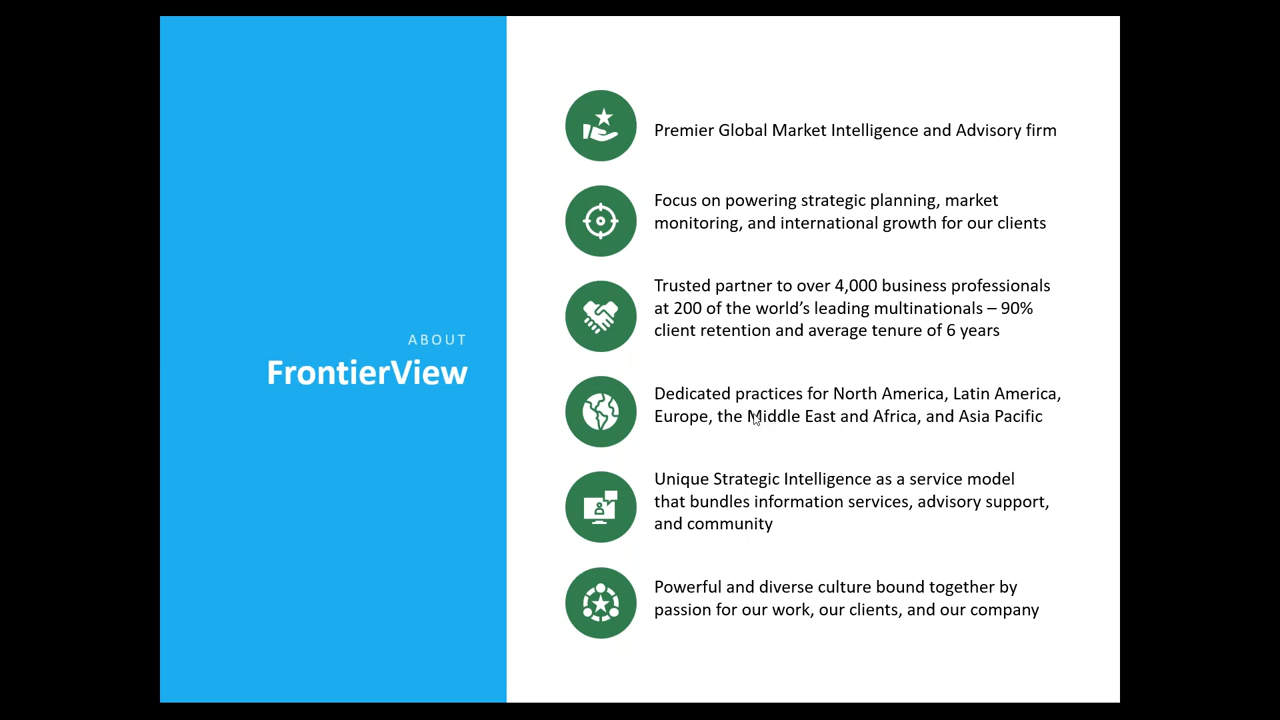 ABOUT
FrontierView
Premier Global Market Intelligence and Advisory firm
Focus on powering strategic planning, market
monitoring, and international growth for our clients
Trusted partner to over 4,000 business professionals
at 200 of the world’s leading multinationals – 90%
client retention and average tenure of 6 years
Dedicated practices for North America, Latin America,
Europe, the Middle East and Africa, and Asia Pacific
Unique Strategic Intelligence as a service model
that bundles information services, advisory support,
and community
Powerful and diverse culture bound together by
passion for our work, our clients, and our company